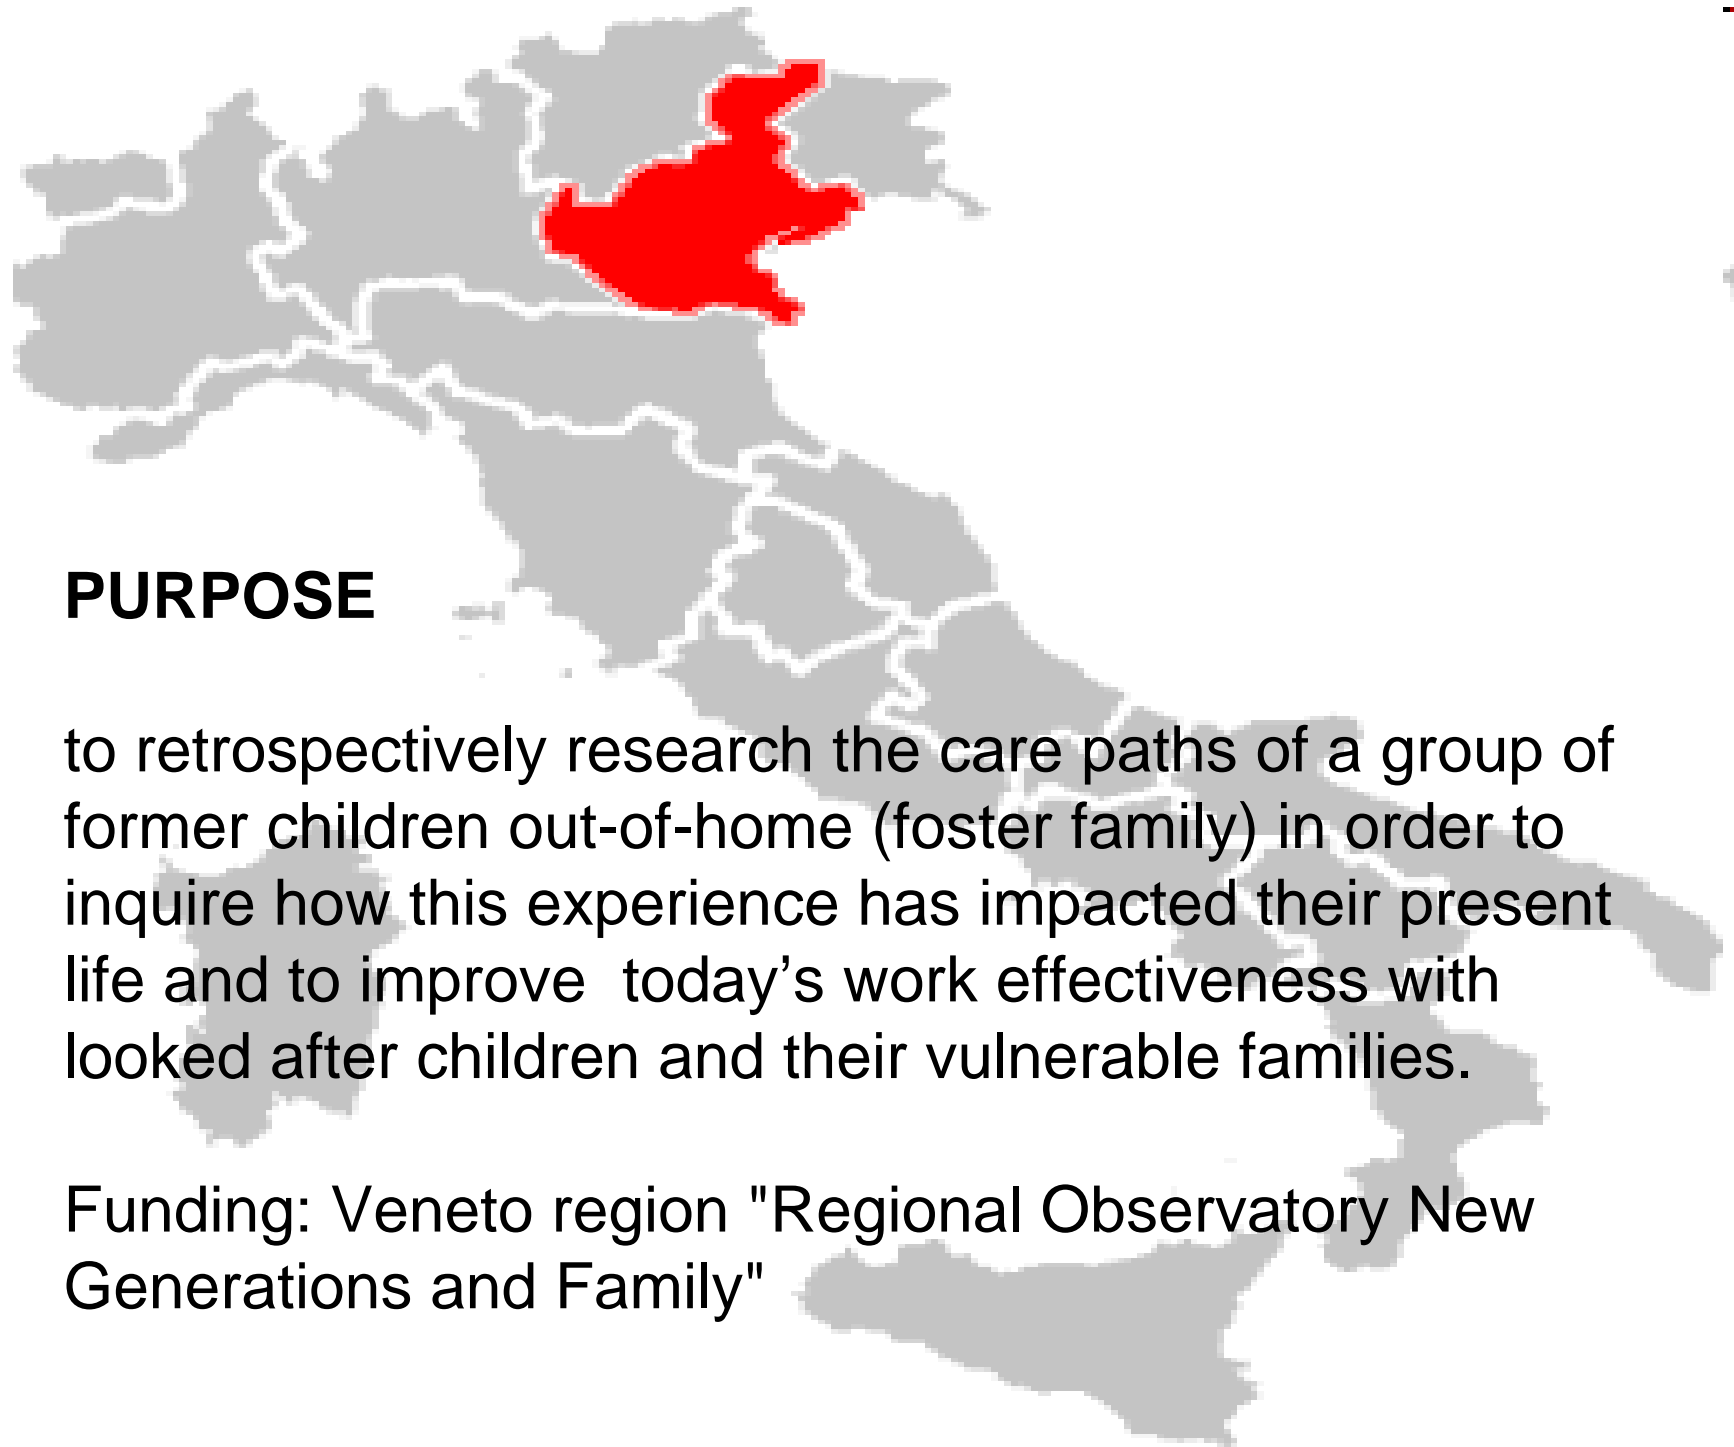 PURPOSE
to retrospectively research the care paths of a group of
former children out-of-home (foster family) in order to
inquire how this experience has impacted their present
life and to improve  today’s work effectiveness with
looked after children and their vulnerable families.
Funding: Veneto region "Regional Observatory New
Generations and Family"